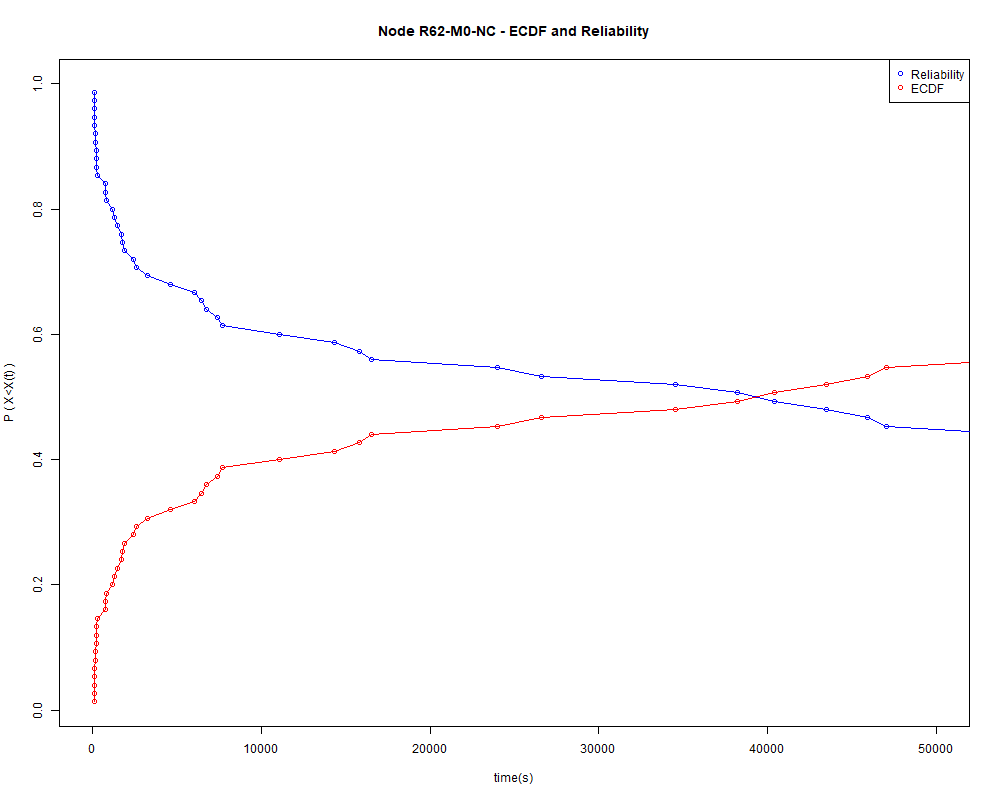 Node R62-M0-NC - ECDF and Reliability
Reliability
ECDF
P ( X<X(t) )
1.0
0.8
0.6
0.4
0.2
0.0
0
10000
20000
30000
40000
50000
time(s)